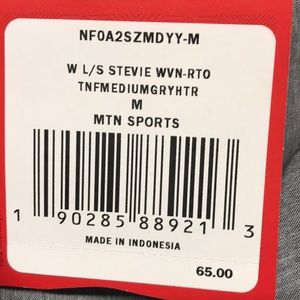 NF0A2SZMDYY-M
W L/S STEVIE WVN-RTO
TNFMEDIUMGRYHTR
M
MTN SPORTS
1 90285 88921 3
MADE IN INDONESIA
65.00